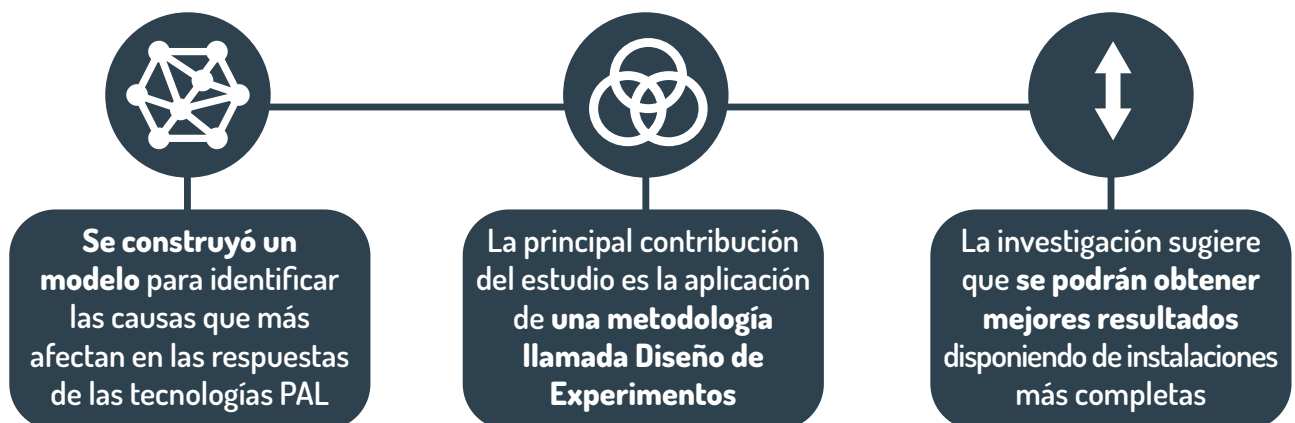 Se construyó un
modelo para identificar
las causas que más
afectan en las respuestas
de las tecnologías PAL
La principal contribución
del estudio es la aplicación
de una metodología
llamada Diseño de
Experimentos
La investigación sugiere
que se podrán obtener
mejores resultados
disponiendo de instalaciones
más completas